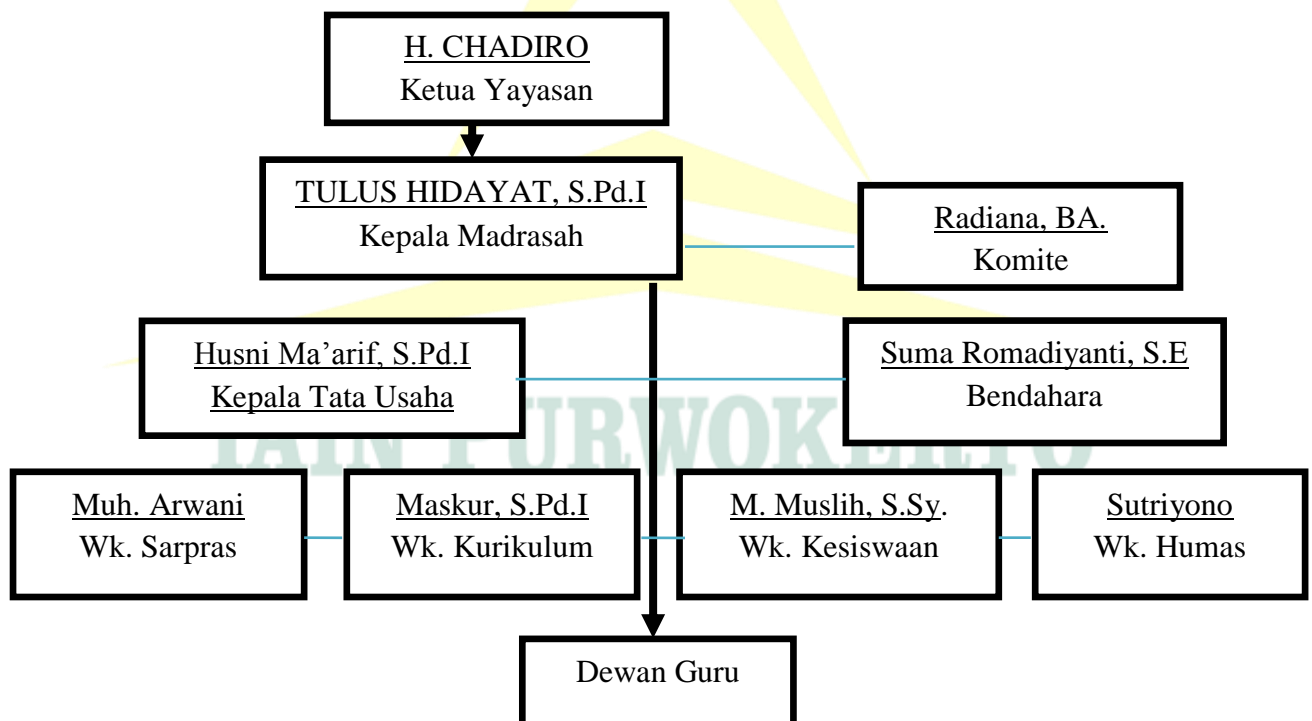 H. CHADIRO
Ketua Yayasan
TULUS HIDAYAT, S.Pd.I
Kepala Madrasah
Radiana, BA.
Komite
Husni Ma’arif, S.Pd.I
Kepala Tata Usaha
Suma Romadiyanti, S.E
Bendahara
IAIN PURWOKERTO
Muh. Arwani
Wk. Sarpras
Maskur, S.Pd.I
Wk. Kurikulum
M. Muslih, S.Sy.
Wk. Kesiswaan
Sutriyono
Wk. Humas
Dewan Guru